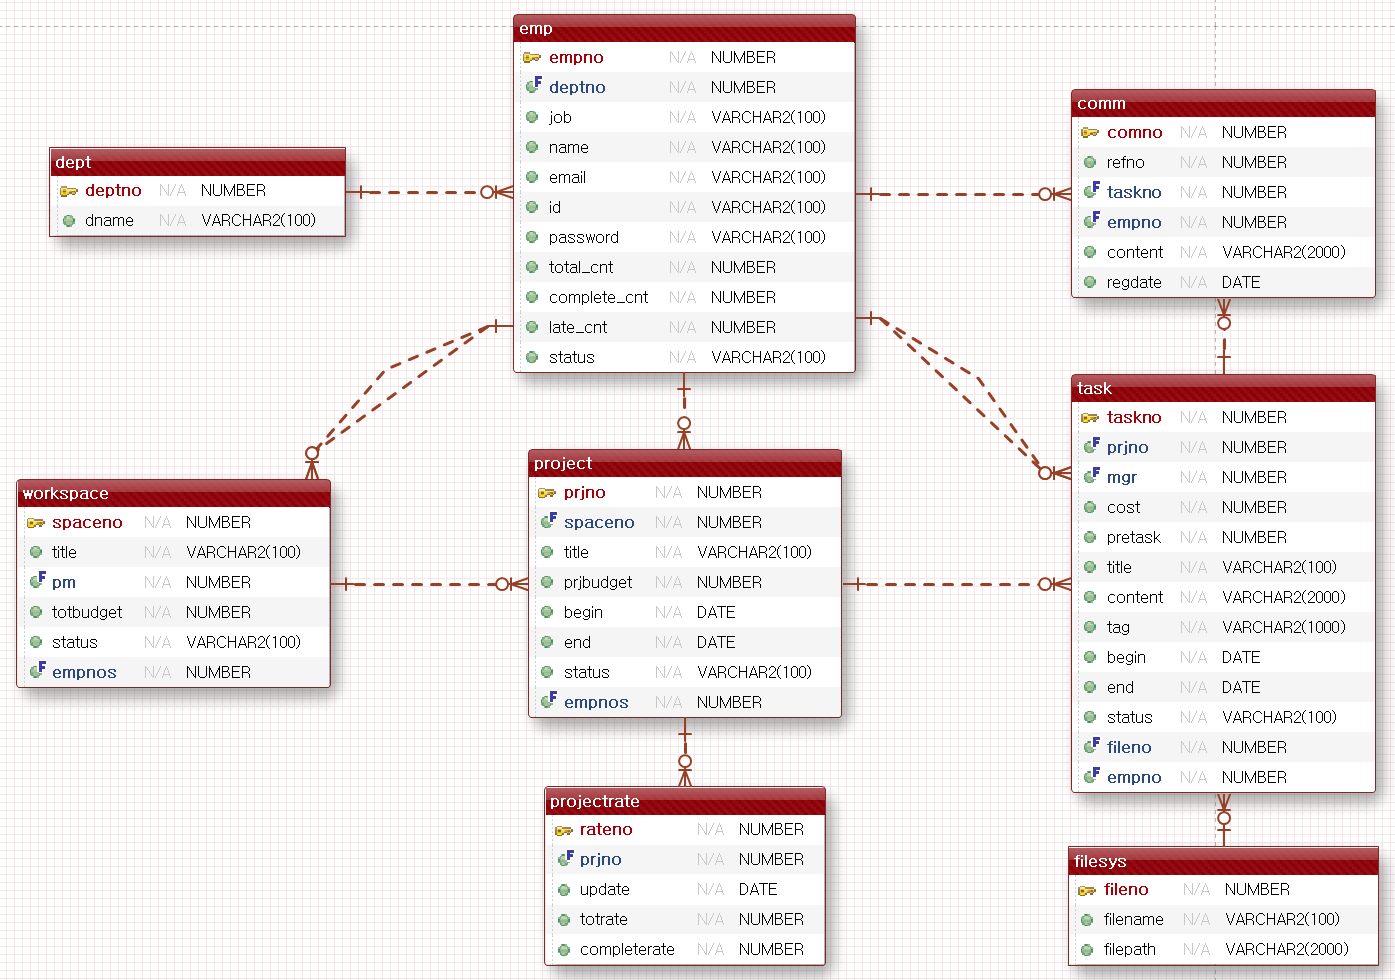 emp
empno N/A NUMBER
deptno N/A NUMBER
job N/A VARCHAR2(100)
name N/A VARCHAR2(100)
email N/A VARCHAR2(100)
id N/A VARCHAR2(100)
password N/A VARCHAR2(100)
total_cnt N/A NUMBER
complete_cnt N/A NUMBER
late_cnt N/A NUMBER
status N/A VARCHAR2(100)
dept
deptno N/A NUMBER
dname N/A VARCHAR2(100)
comm
comno N/A NUMBER
refno N/A NUMBER
taskno N/A NUMBER
empno N/A NUMBER
content N/A VARCHAR2(2000)
regdate N/A DATE
workspace
spaceno N/A NUMBER
title N/A VARCHAR2(100)
pm N/A NUMBER
totbudget N/A NUMBER
status N/A VARCHAR2(100)
empnos N/A NUMBER
project
prjno N/A NUMBER
spaceno N/A NUMBER
title N/A VARCHAR2(100)
prjbudget N/A NUMBER
begin N/A DATE
end N/A DATE
status N/A VARCHAR2(100)
empnos N/A NUMBER
task
taskno N/A NUMBER
prjno N/A NUMBER
mgr N/A NUMBER
cost N/A NUMBER
pretask N/A NUMBER
title N/A VARCHAR2(100)
content N/A VARCHAR2(2000)
tag N/A VARCHAR2(1000)
begin N/A DATE
end N/A DATE
status N/A VARCHAR2(100)
fileno N/A NUMBER
empno N/A NUMBER
projectrate
rateno N/A NUMBER
prjno N/A NUMBER
update N/A DATE
totrate N/A NUMBER
completerate N/A NUMBER
filesys
fileno N/A NUMBER
filename N/A VARCHAR2(100)
filepath N/A VARCHAR2(2000)